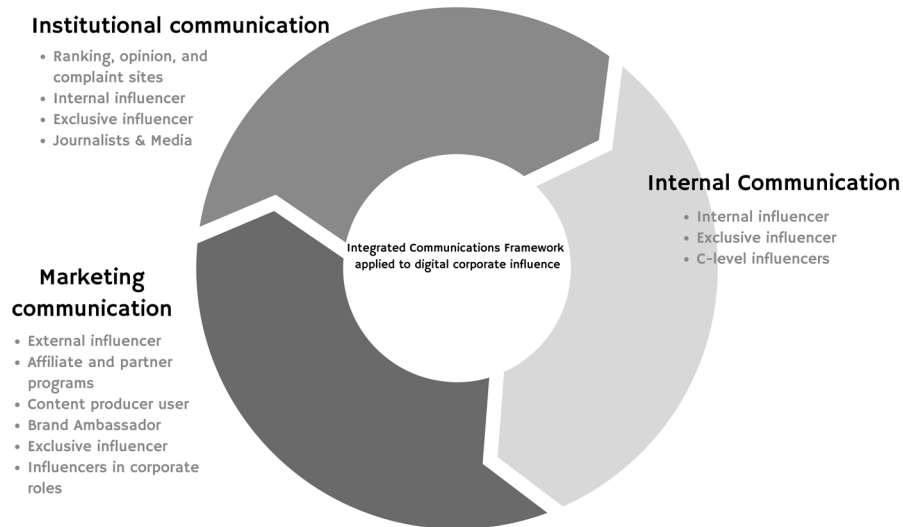 Institutional communication
• Ranking, opinion, and
complaint sites
• Internal influencer
• Exclusive influencer
• Journalists & Media
Internal Communication
• Internal influencer
• Exclusive influencer
• C-level influencers
Integrated Communications Framework
applied to digital corporate influence
Marketing
communication
• External influencer
• Affiliate and partner
programs
• Content producer user
• Brand Ambassador
• Exclusive influencer
• Influencers in corporate
roles